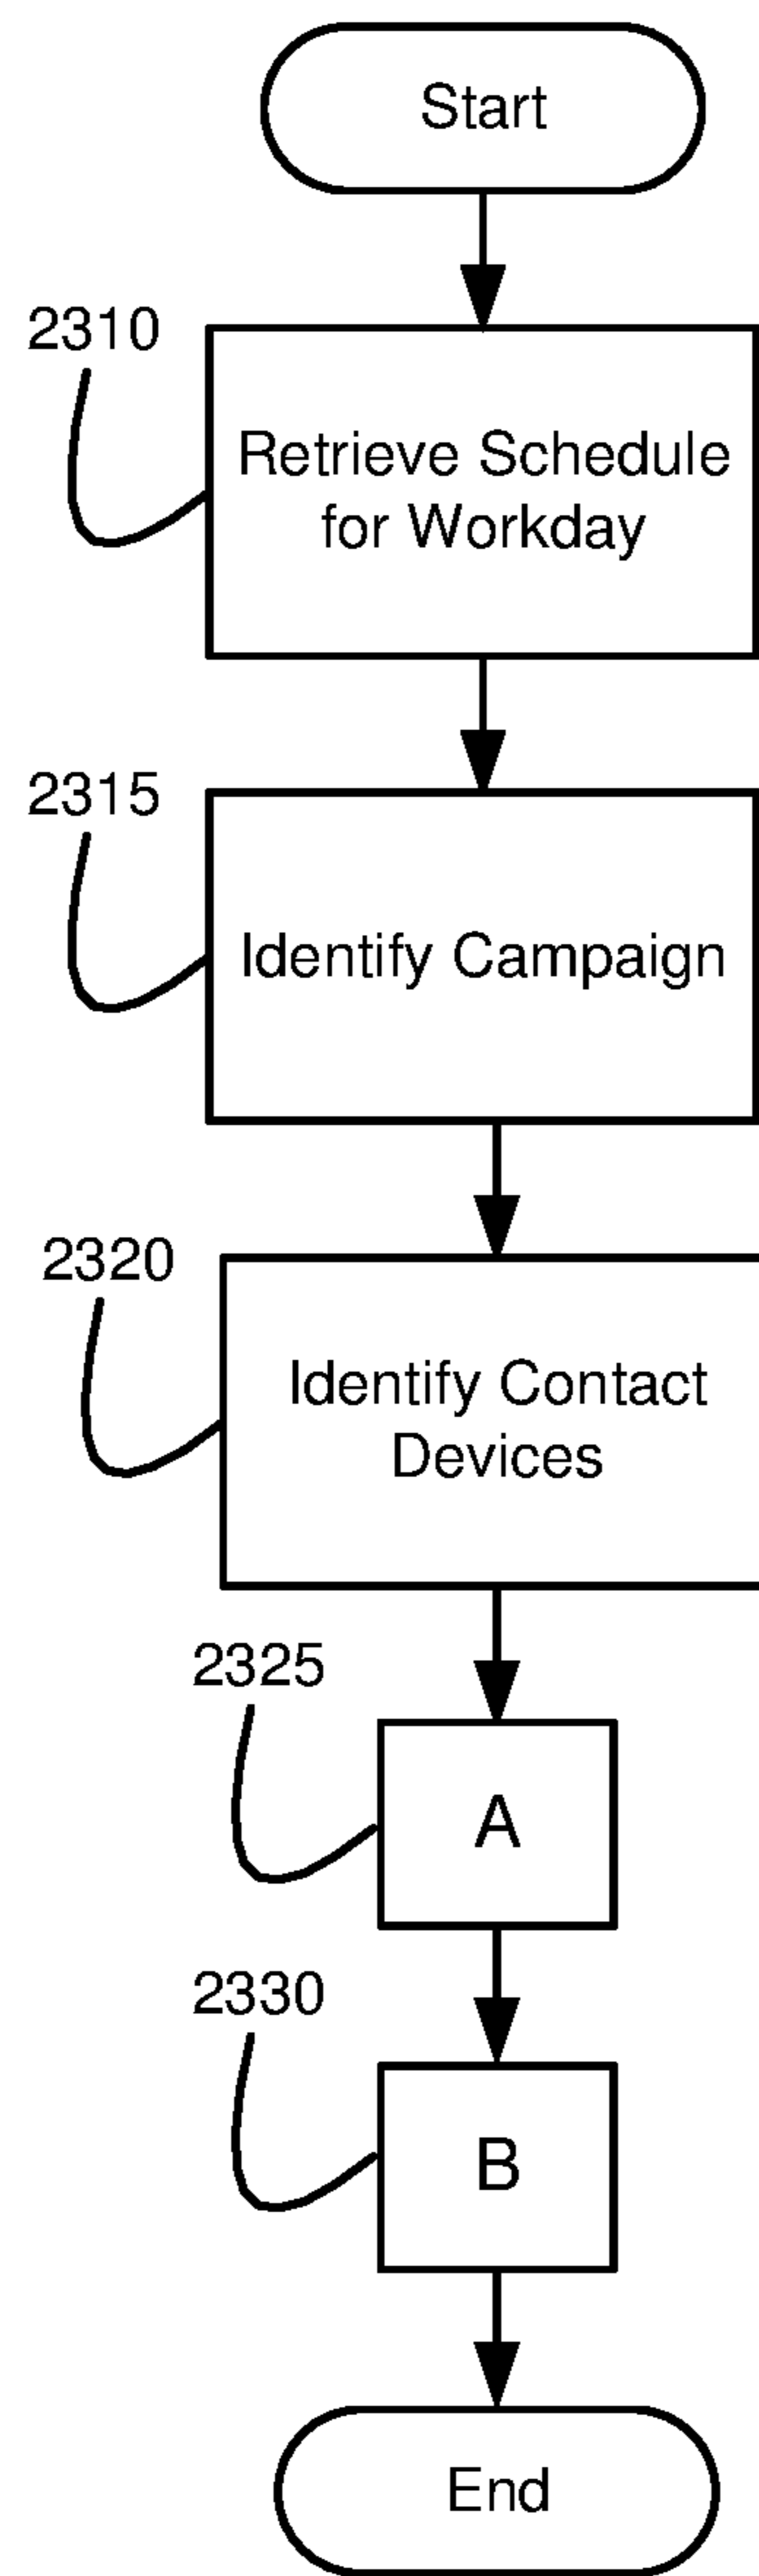 Start
2310
Retrieve Schedule
for Workday
2315
Identify Campaign
2320
Identify Contact
Devices
2325
A
2330
B
End